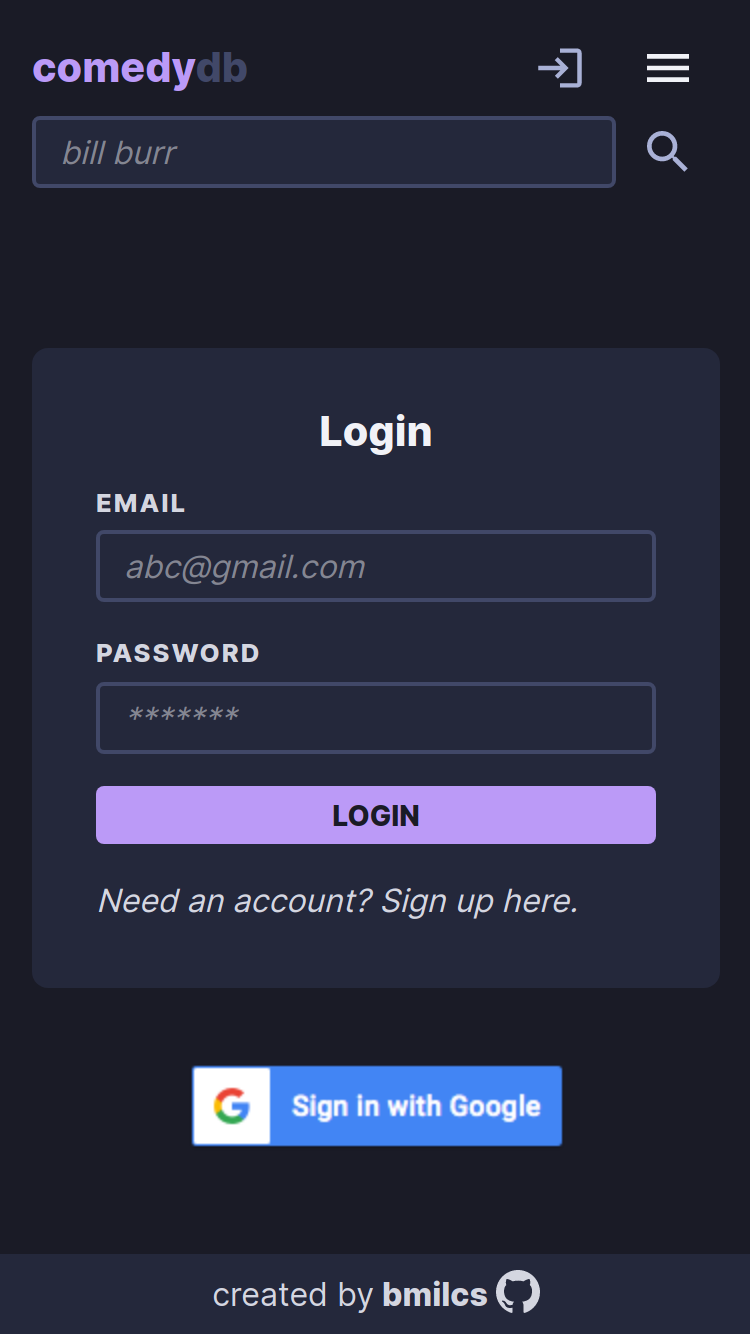 comedydb
bill burr
Login
EMAIL
abc@gmail.com
PASSWORD
*******
LOGIN
Need an account? Sign up here.
Sign in with Google
created by bmilcs